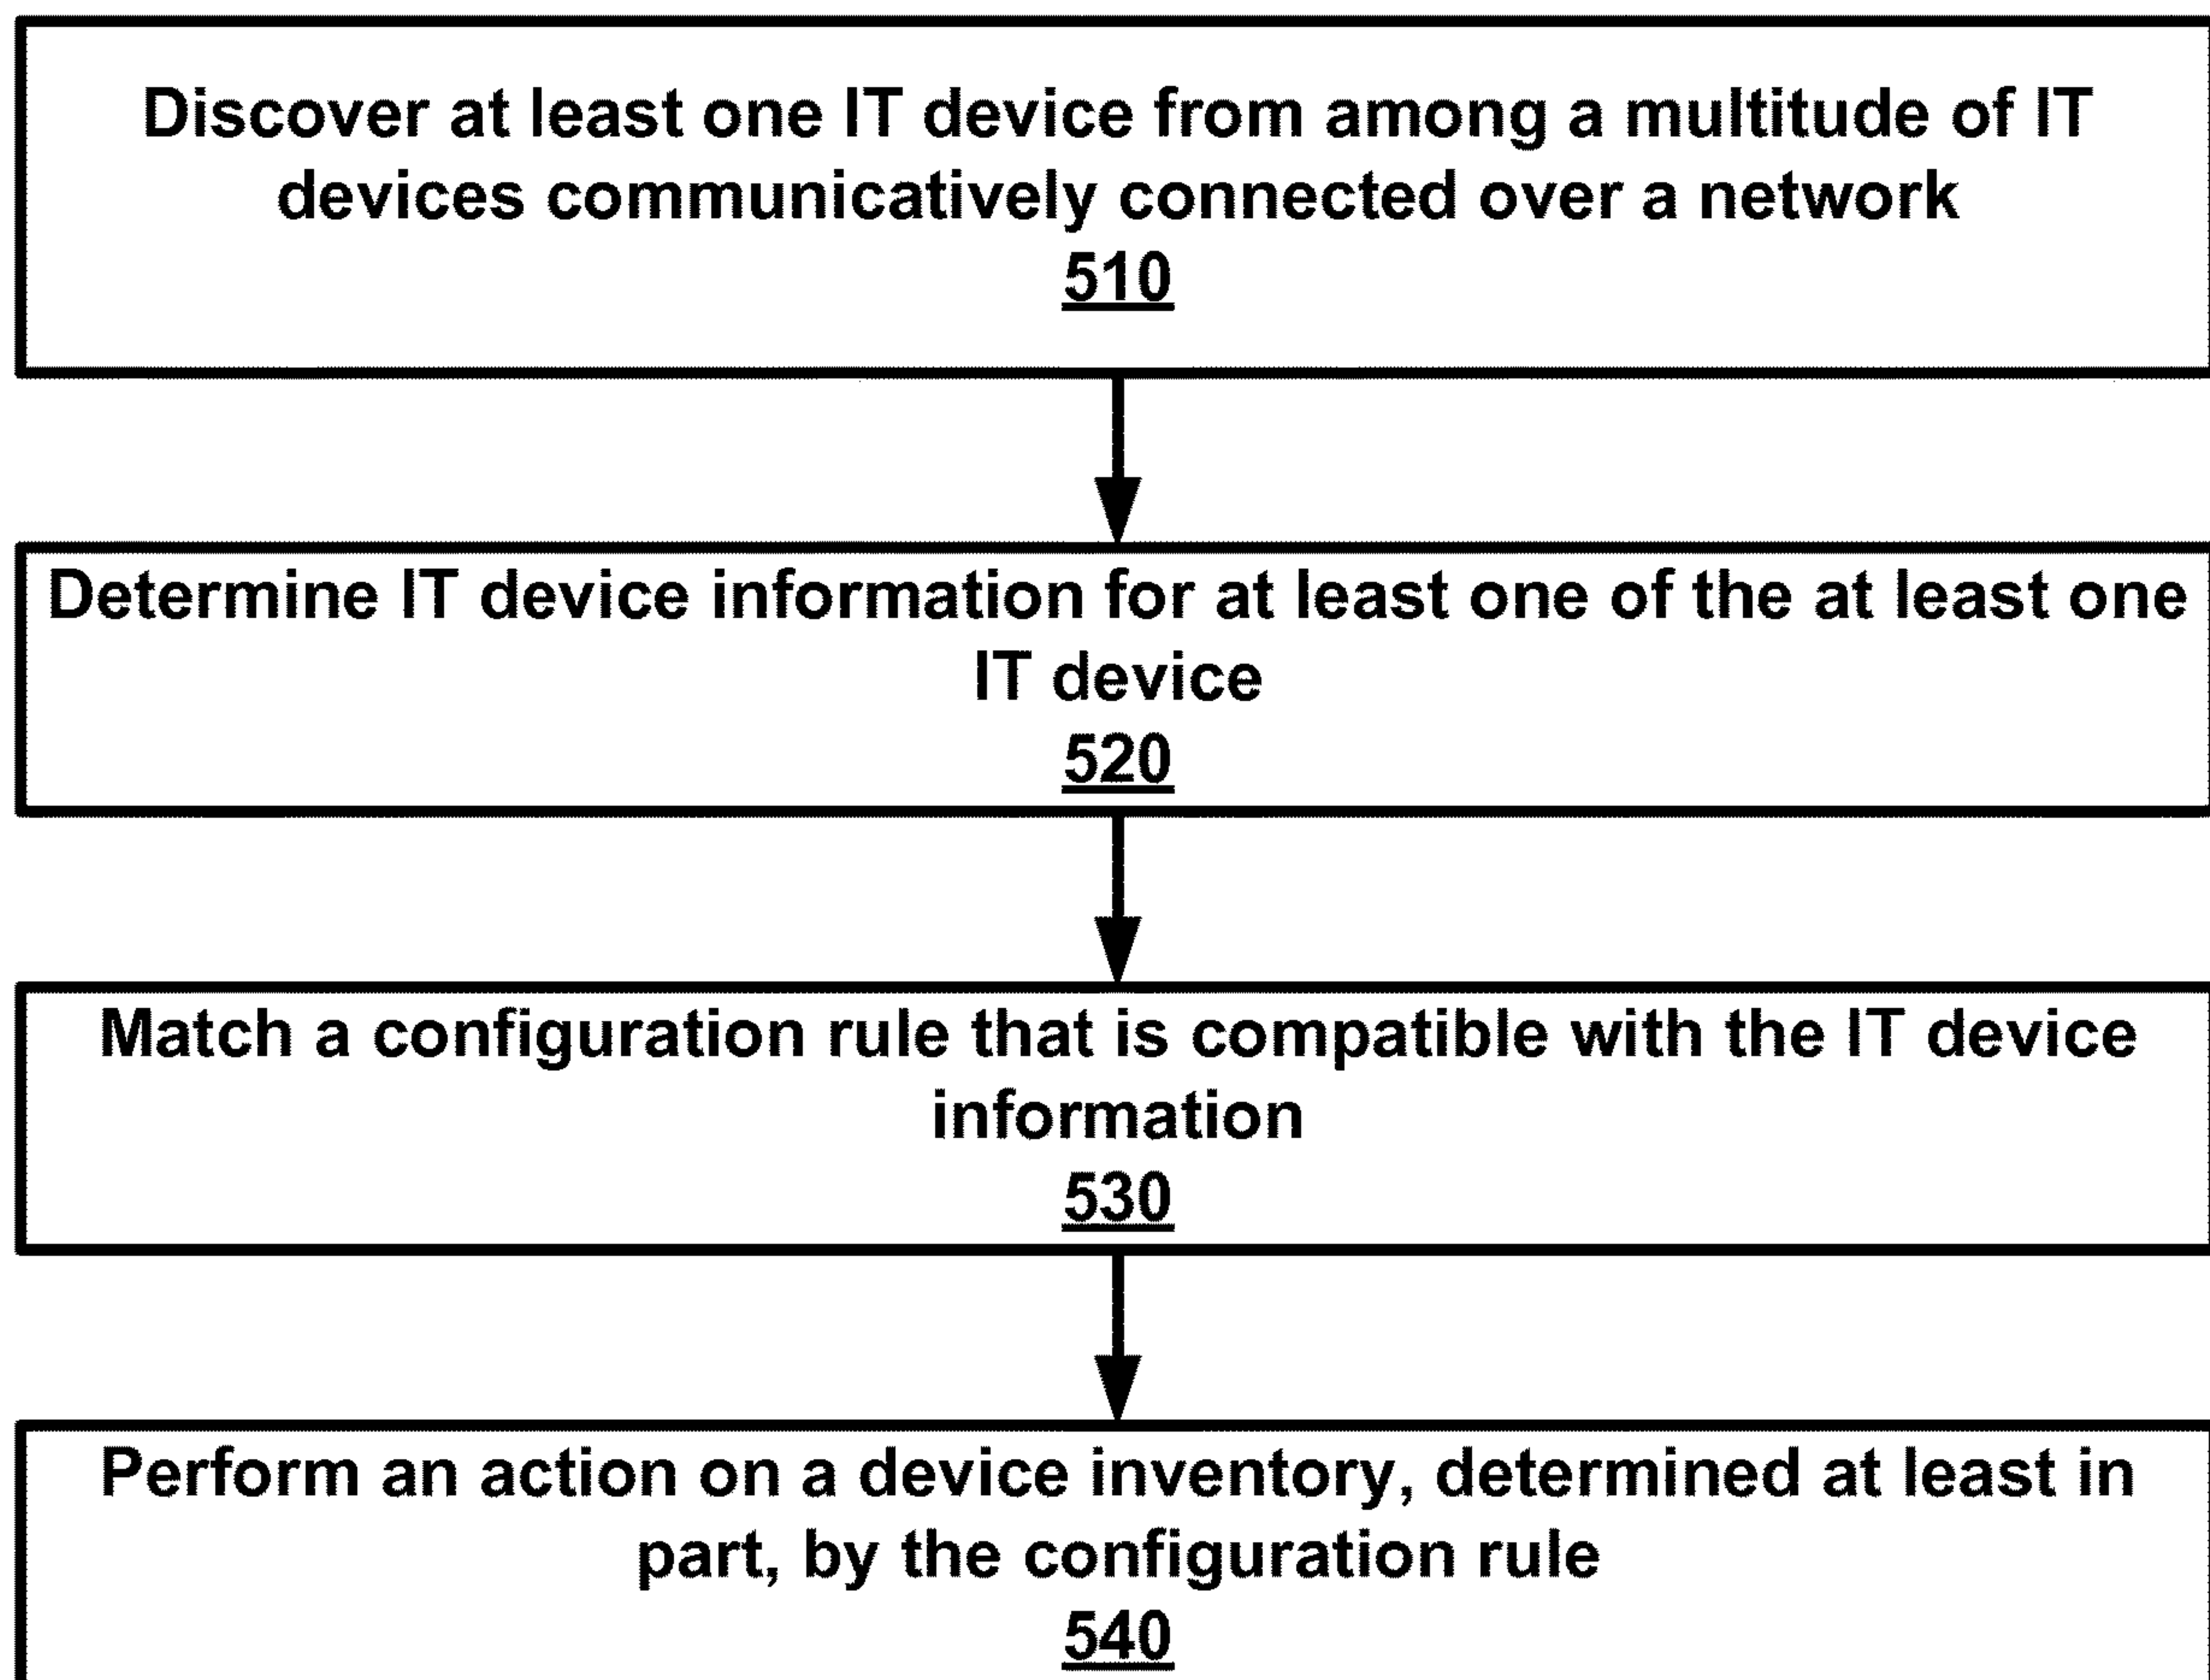 Discover at least one IT device from among a multitude of IT
devices communicatively connected over a network
510
Determine IT device information for at least one of the at least one
IT device
520
Match a configuration rule that is compatible with the IT device
information
530
Perform an action on a device inventory, determined at least in
part, by the configuration rule
540